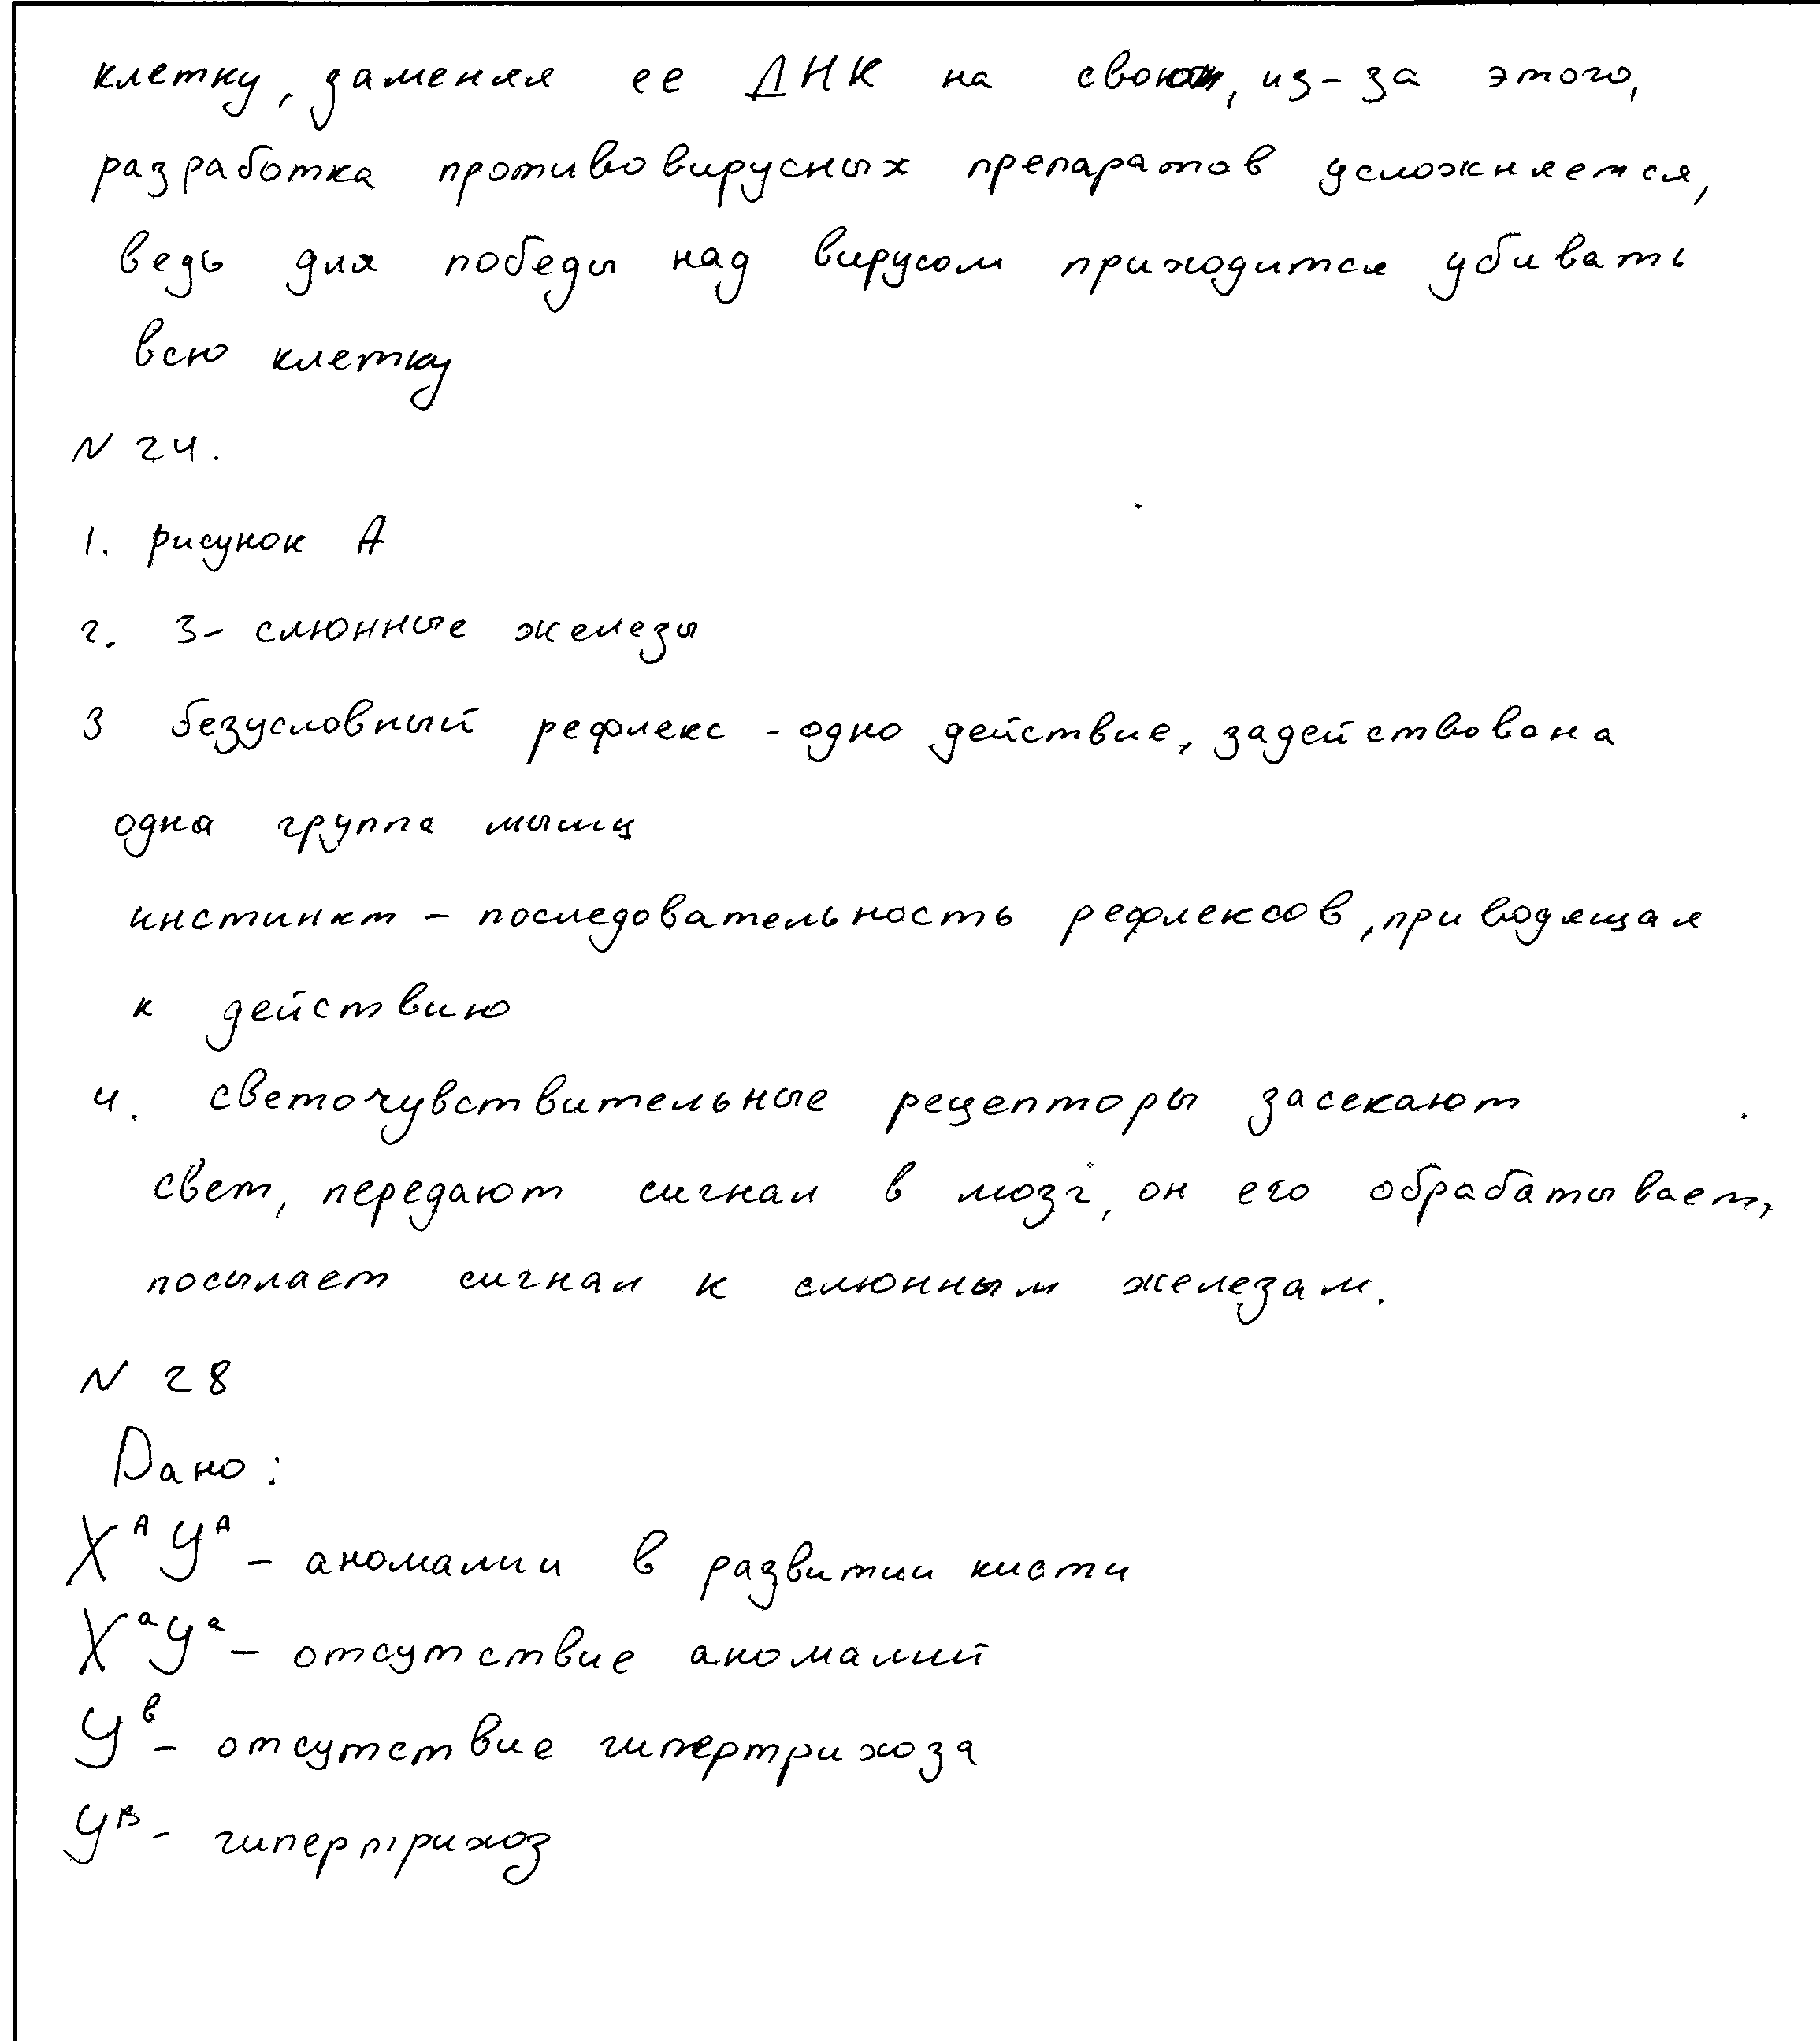 клетку, заменяя ее ДНК на свою, из-за этого,
разработка противовирусных препаратов усложняется,
ведь для победы над вирусом приходится убивать
всю клетку
N 24.
1. рисунок А
2. 3- слюнные железы
3 безусловный рефлекс - одно действие, задействована
одна группа мышц
инстинкт - последовательность рефлексов, приводящая
к действию
4. светочувствительные рецепторы засекают
свет, передают сигнал в мозг, он его обрабатывает,
посылает сигнал к слюнным железам.
N 28
Дано:
X^A Y^A - аномалии в развитии кисти
X^a Y^a - отсутствие аномалий
Y^b - отсутствие гипертрихоза
Y^B - гипертрихоз